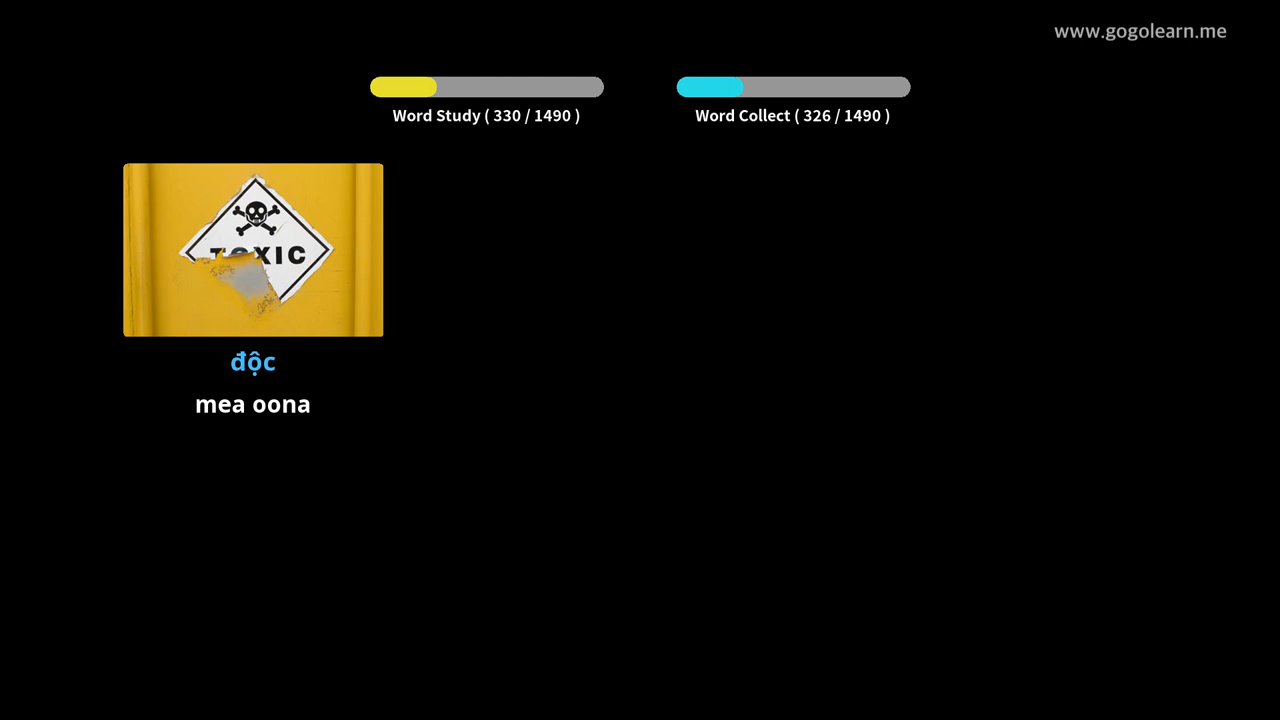 www.gogolearn.me
Word Study ( 330 / 1490 )
Word Collect ( 326 / 1490 )
TOXIC
độc
mea oona